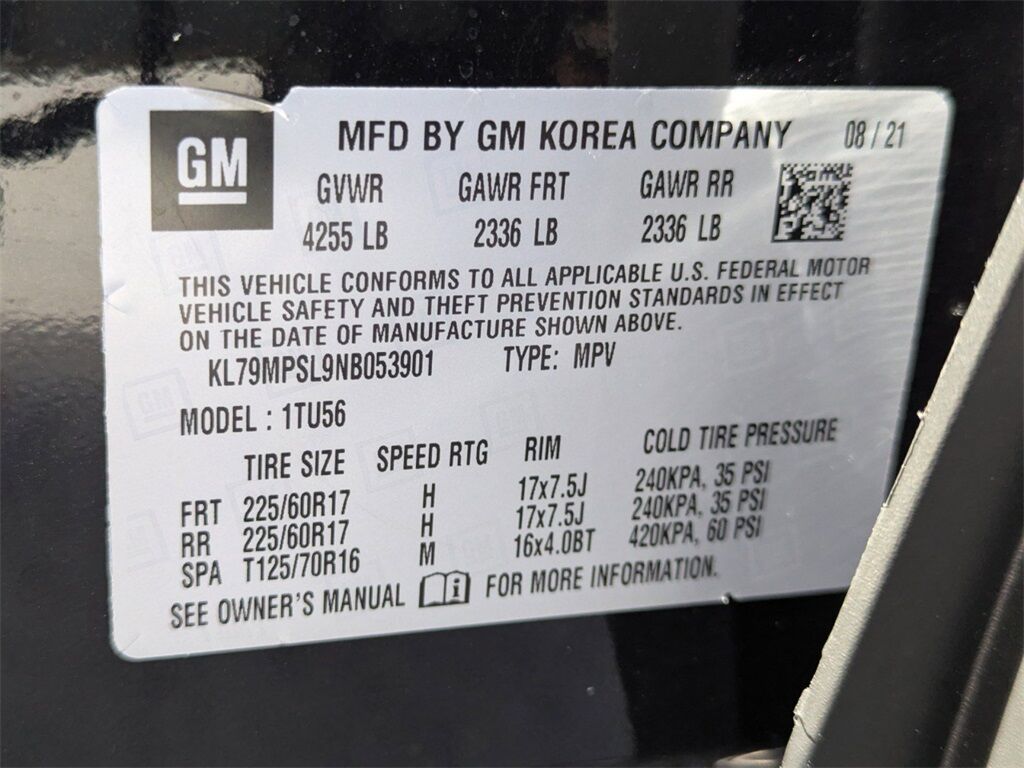 GM
MFD BY GM KOREA COMPANY 08 / 21
GVWR GAWR FRT GAWR RR
4255 LB 2336 LB 2336 LB
THIS VEHICLE CONFORMS TO ALL APPLICABLE U.S. FEDERAL MOTOR
VEHICLE SAFETY AND THEFT PREVENTION STANDARDS IN EFFECT
ON THE DATE OF MANUFACTURE SHOWN ABOVE.
KL79MPSL9NB053901 TYPE: MPV
MODEL : 1TU56
TIRE SIZE SPEED RTG RIM COLD TIRE PRESSURE
FRT 225/60R17 H 17x7.5J 240KPA, 35 PSI
RR 225/60R17 H 17x7.5J 240KPA, 35 PSI
SPA T125/70R16 M 16x4.0BT 420KPA, 60 PSI
SEE OWNER'S MANUAL FOR MORE INFORMATION.